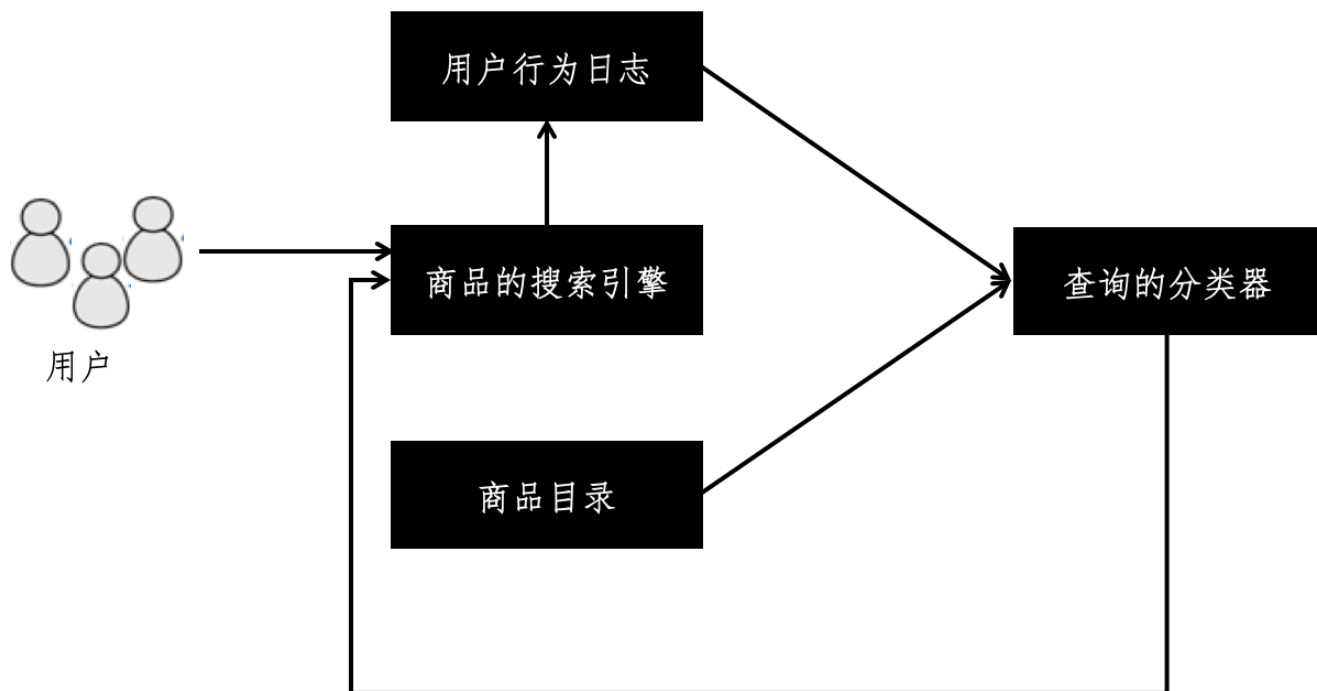 用户行为日志
商品的搜索引擎
查询的分类器
用户
商品目录